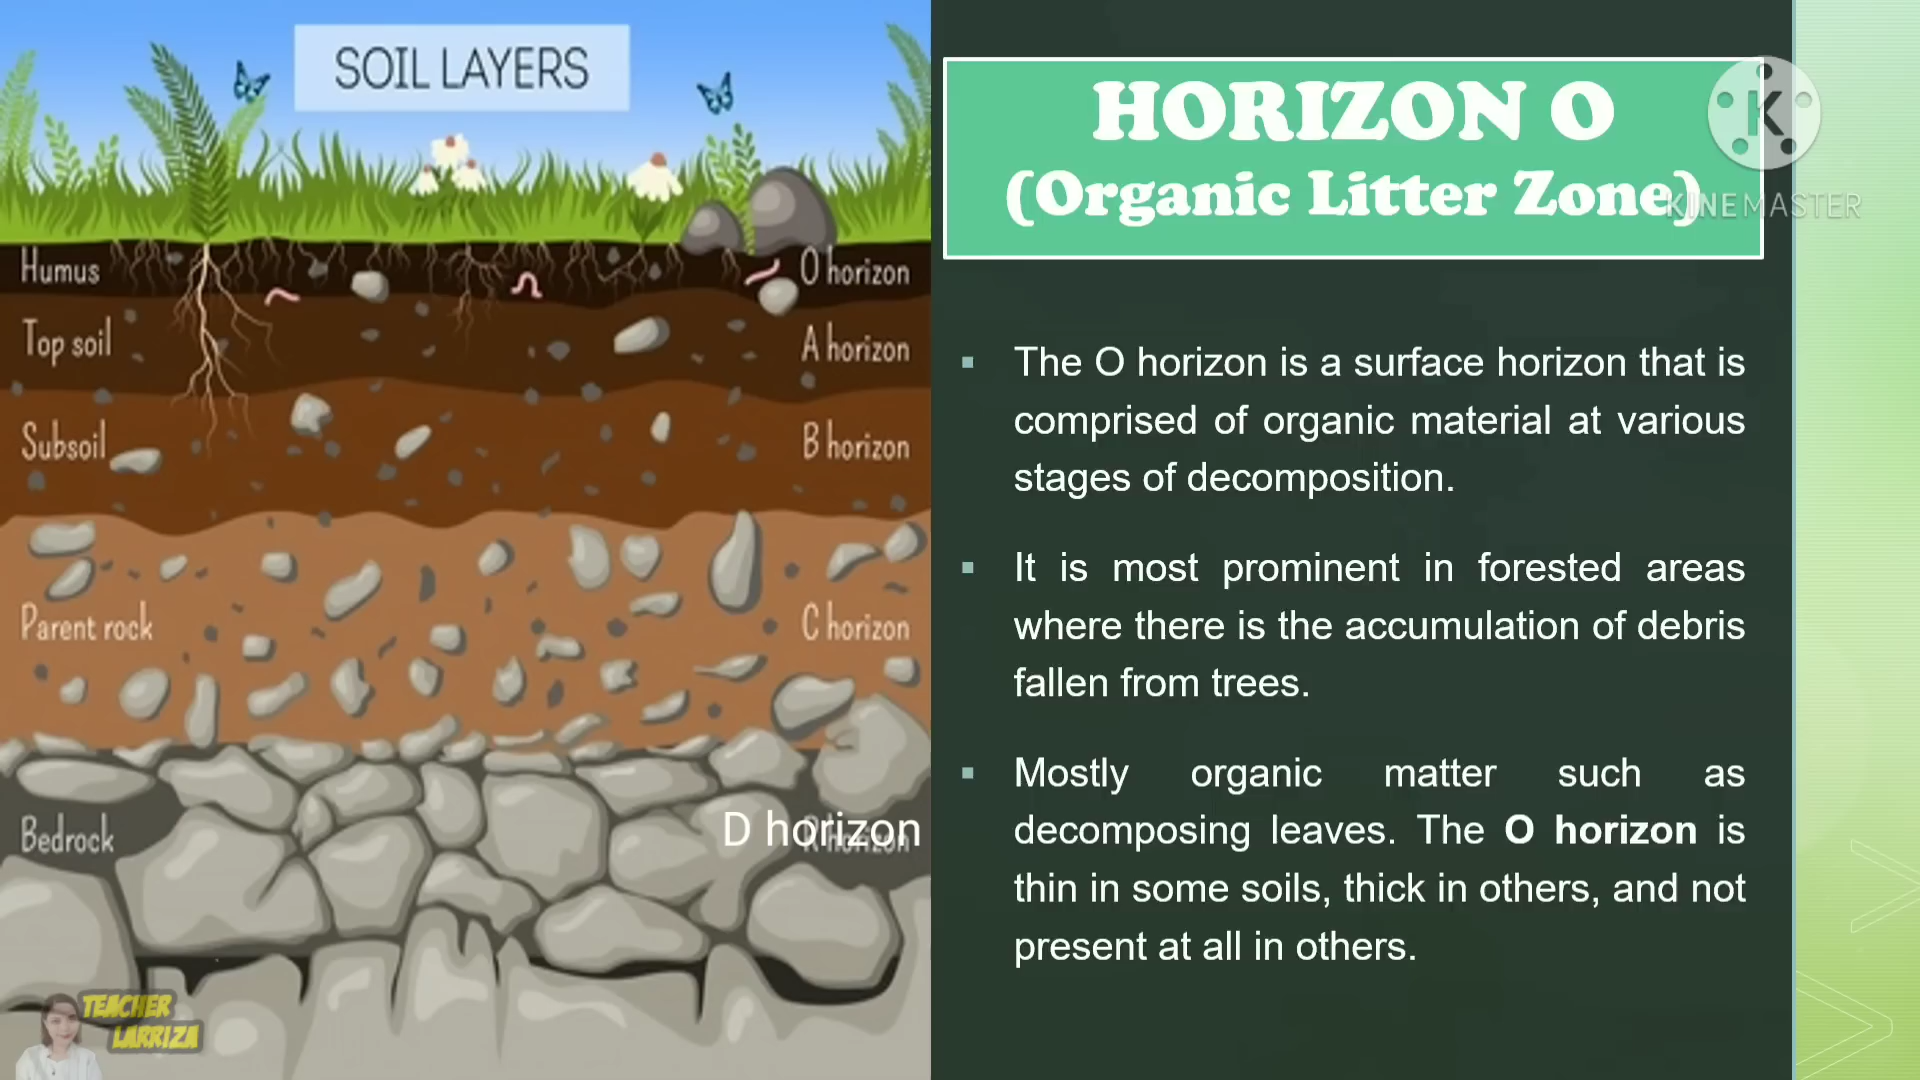 SOIL LAYERS
Humus
O horizon
Top soil
A horizon
Subsoil
B horizon
Parent rock
C horizon
Bedrock
D horizon
TEACHER
LARRIZA
HORIZON O
(Organic Litter Zone)
K
KINEMASTER
The O horizon is a surface horizon that is
comprised of organic material at various
stages of decomposition.
It is most prominent in forested areas
where there is the accumulation of debris
fallen from trees.
Mostly organic matter such as
decomposing leaves. The O horizon is
thin in some soils, thick in others, and not
present at all in others.